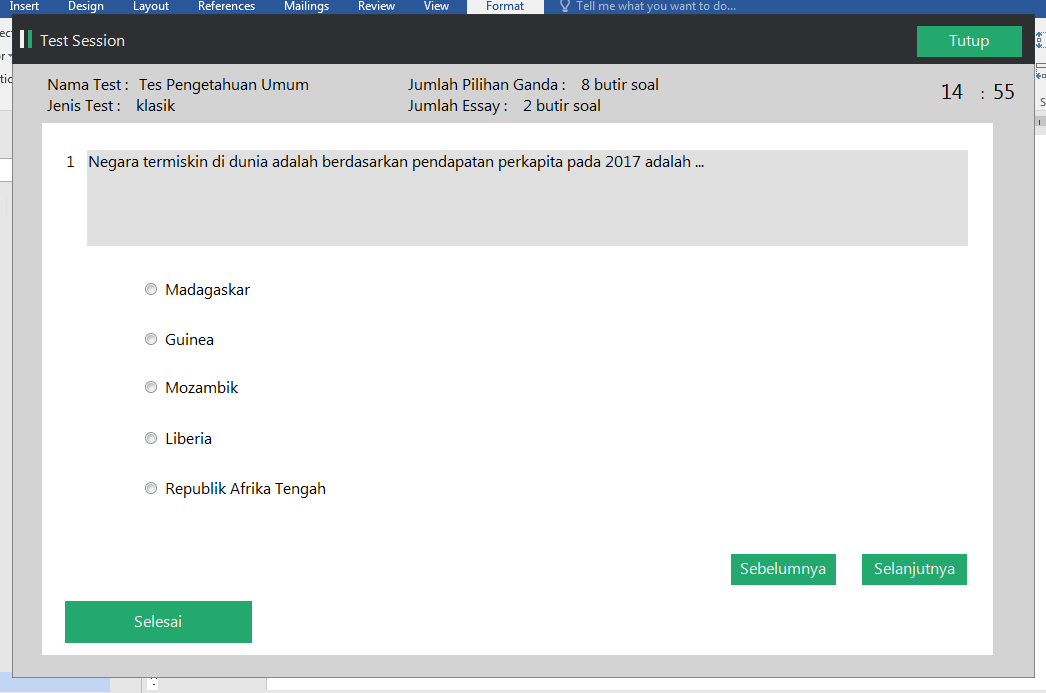 Insert Design Layout References Mailings Review View Format Tell me what you want to do...
Test Session Tutup
Nama Test : Tes Pengetahuan Umum Jumlah Pilihan Ganda : 8 butir soal
Jenis Test : klasik Jumlah Essay : 2 butir soal
14 : 55
1 Negara termiskin di dunia adalah berdasarkan pendapatan perkapita pada 2017 adalah ...
Madagaskar
Guinea
Mozambik
Liberia
Republik Afrika Tengah
Sebelumnya Selanjutnya
Selesai